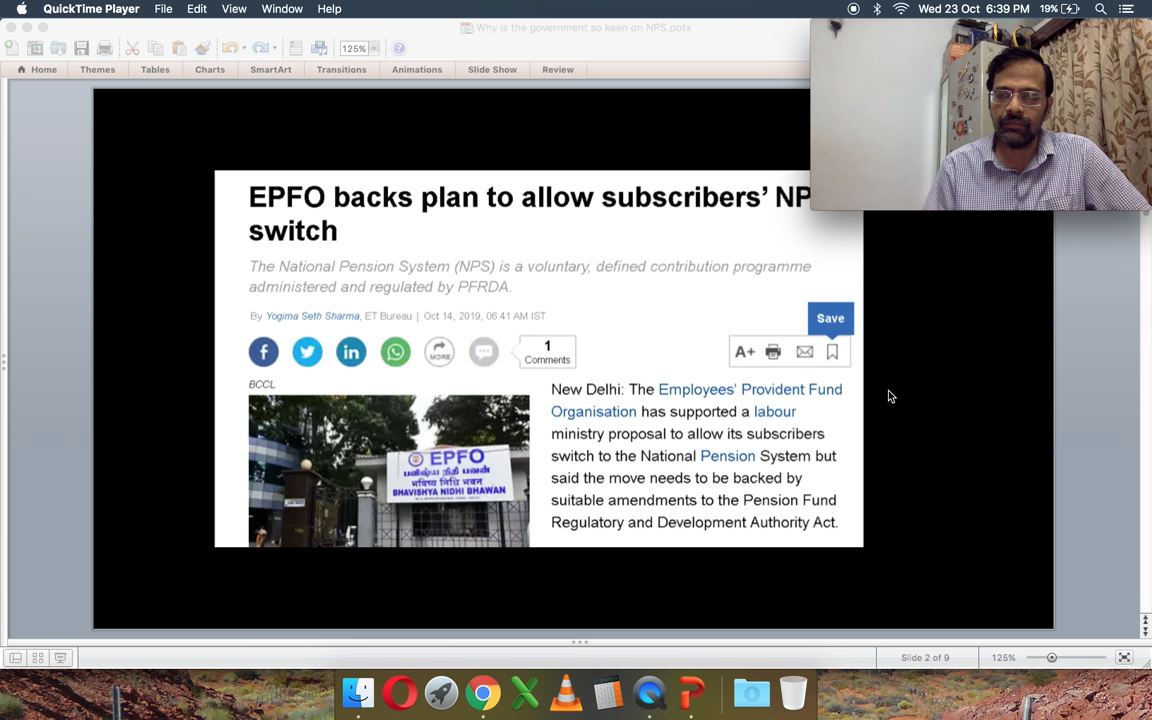 QuickTime Player File Edit View Window Help
19% Wed 23 Oct 6:39 PM
Why is the government so keen on NPS.pptx
125%
Home Themes Tables Charts SmartArt Transitions Animations Slide Show Review
EPFO backs plan to allow subscribers’ NP
switch
The National Pension System (NPS) is a voluntary, defined contribution programme
administered and regulated by PFRDA.
By Yogima Seth Sharma, ET Bureau | Oct 14, 2019, 06.41 AM IST
Save
f
in
MORE
1
Comments
A+
BCCL
EPFO
भविष्य निधि भवन
BHAVISHYA NIDHI BHAWAN
New Delhi: The Employees' Provident Fund
Organisation has supported a labour
ministry proposal to allow its subscribers
switch to the National Pension System but
said the move needs to be backed by
suitable amendments to the Pension Fund
Regulatory and Development Authority Act.
Slide 2 of 9
125%